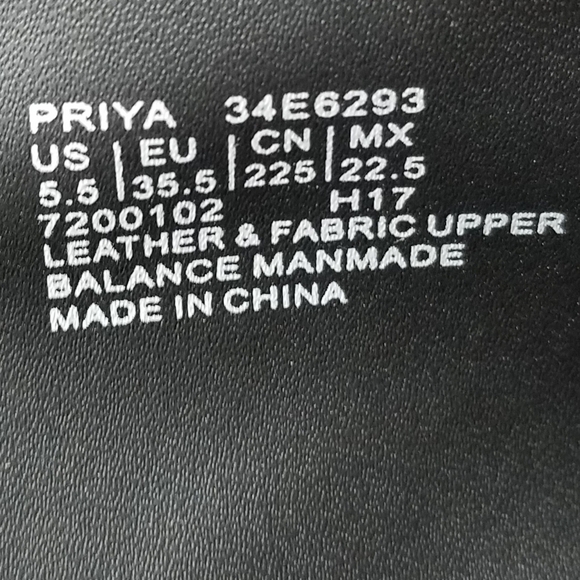 PRIYA 34E6293
US | EU | CN | MX
5.5 | 35.5 | 225 | 22.5
7200102 H17
LEATHER & FABRIC UPPER
BALANCE MANMADE
MADE IN CHINA